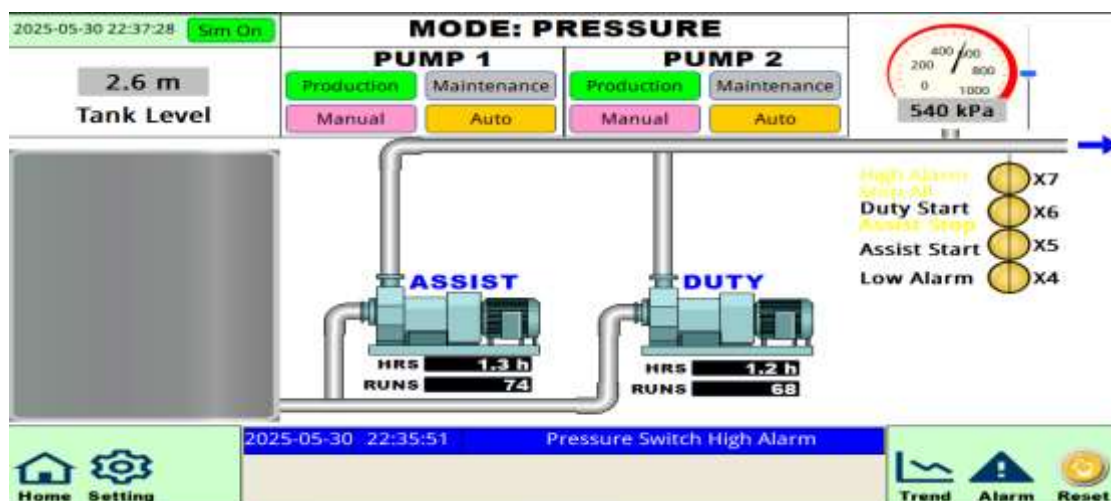 2025-05-30 22:37:28 Sim On
MODE: PRESSURE
PUMP 1
PUMP 2
Production Maintenance
Production Maintenance
Manual Auto
Manual Auto
2.6 m
Tank Level
400 600
200 800
0 1000
540 kPa
High Alarm X7
Stop All
Duty Start X6
Assist Stop
Assist Start X5
Low Alarm X4
ASSIST
DUTY
HRS 1.3 h
RUNS 74
HRS 1.2 h
RUNS 68
2025-05-30 22:35:51 Pressure Switch High Alarm
Home Setting
Trend Alarm Reset